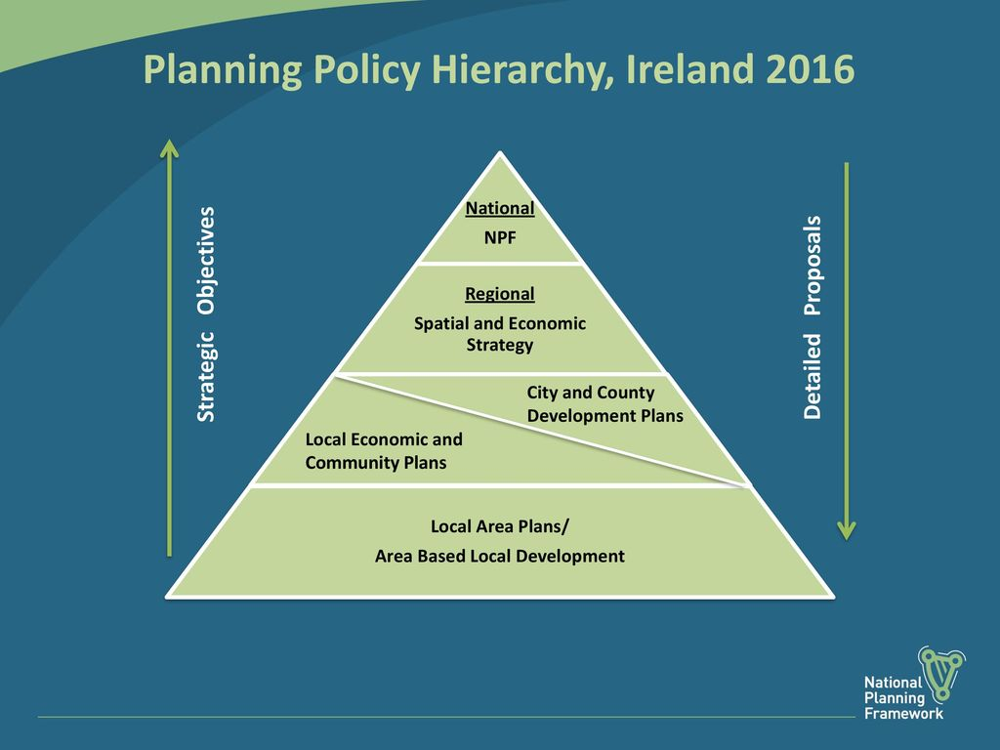 Planning Policy Hierarchy, Ireland 2016
Strategic Objectives
National
NPF
Regional
Spatial and Economic
Strategy
City and County
Development Plans
Local Economic and
Community Plans
Local Area Plans/
Area Based Local Development
Detailed Proposals
National
Planning
Framework